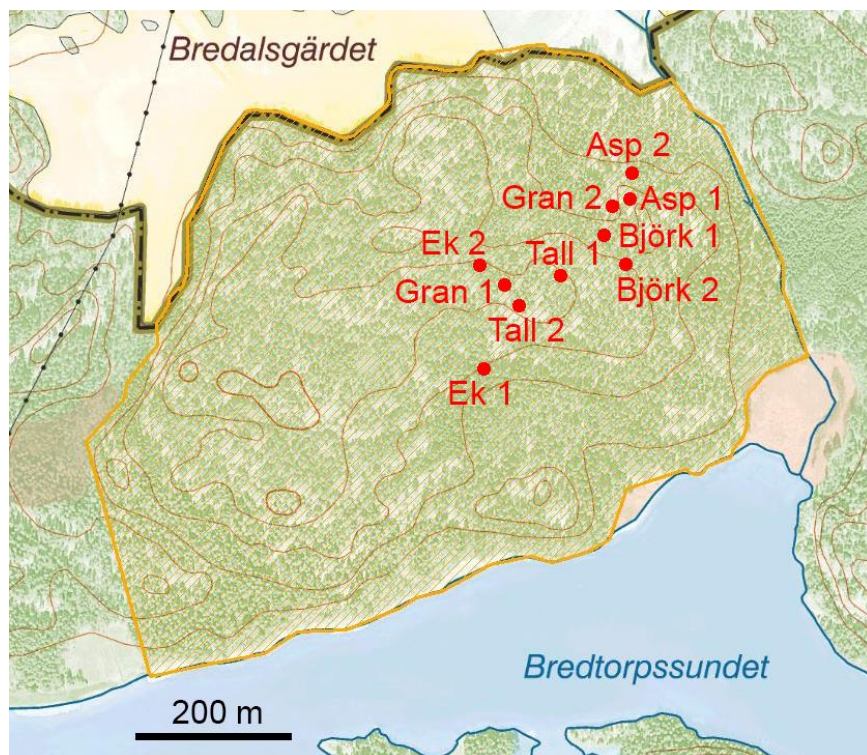 Bredalsgärdet
Asp 2
Gran 2
Asp 1
Björk 1
Ek 2
Tall 1
Björk 2
Gran 1
Tall 2
Ek 1
Bredtorpssundet
200 m